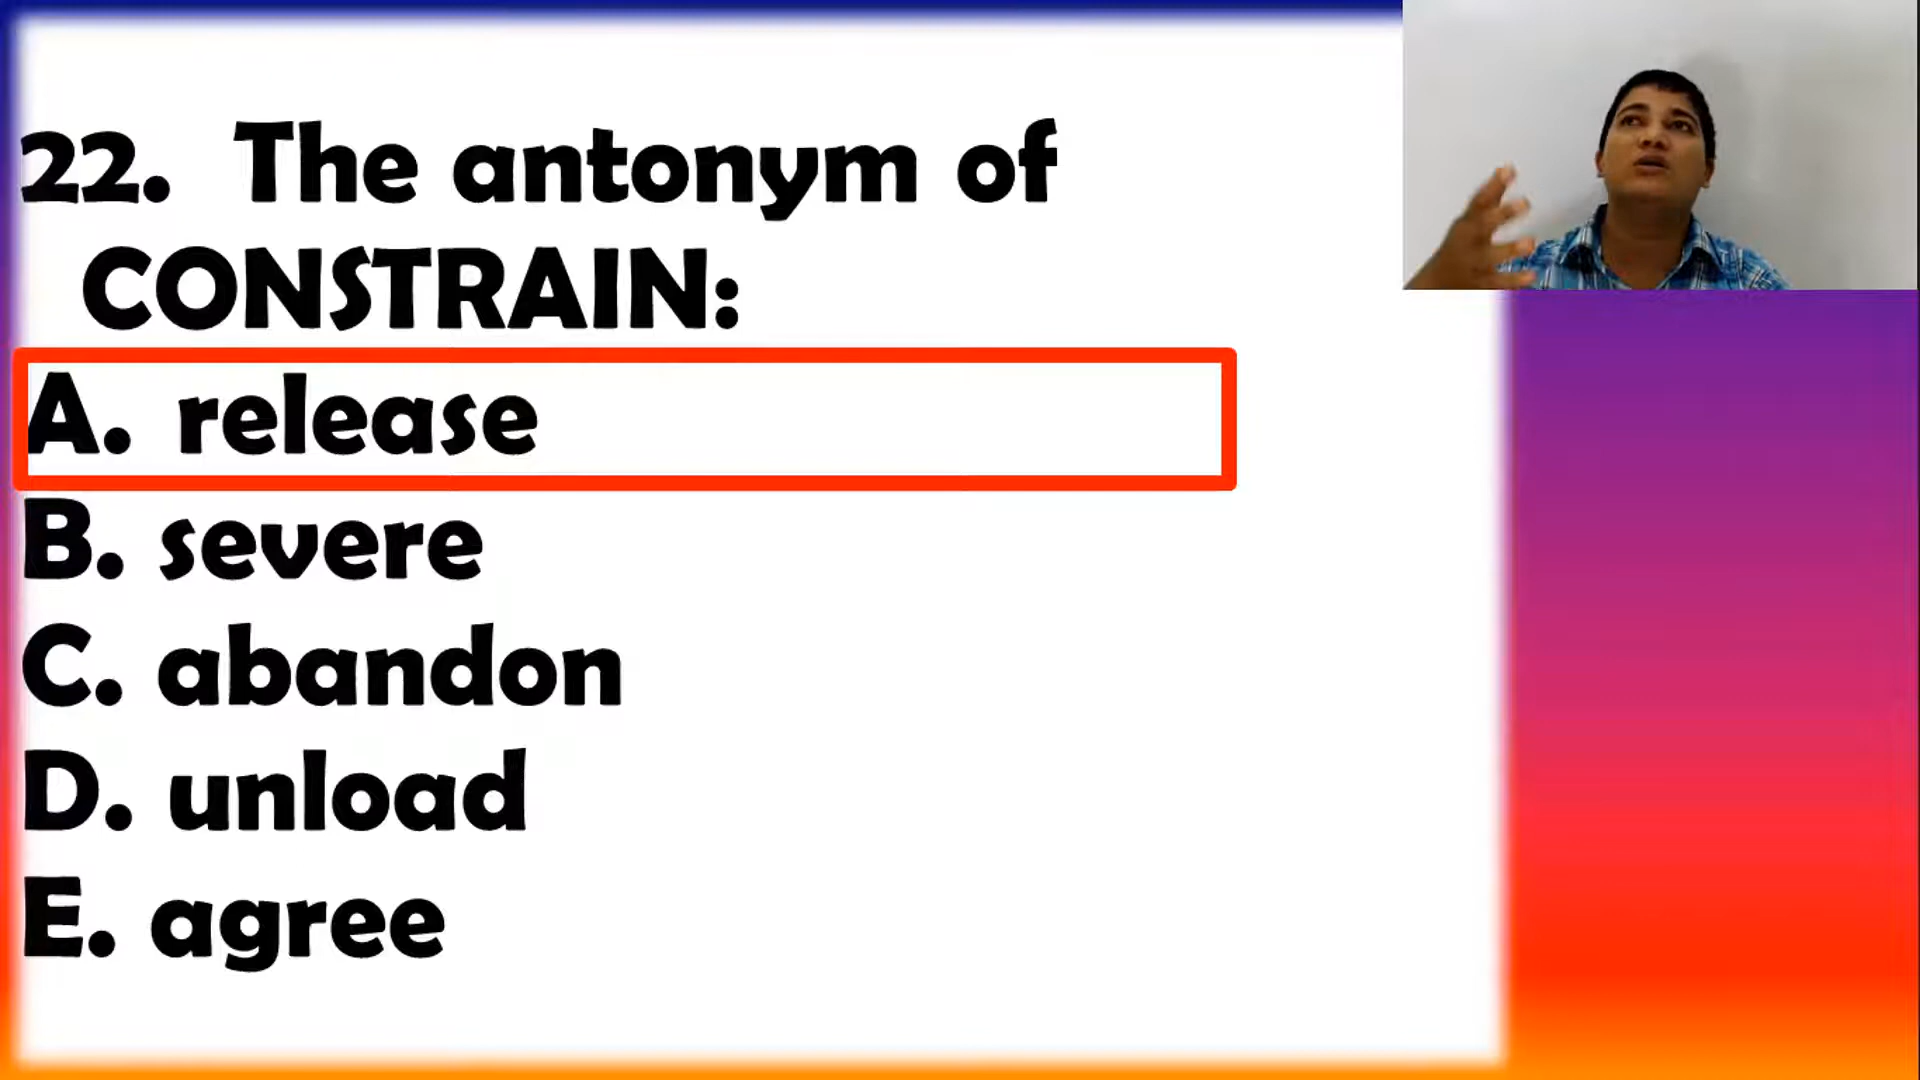 22. The antonym of
CONSTRAIN:
A. release
B. severe
C. abandon
D. unload
E. agree